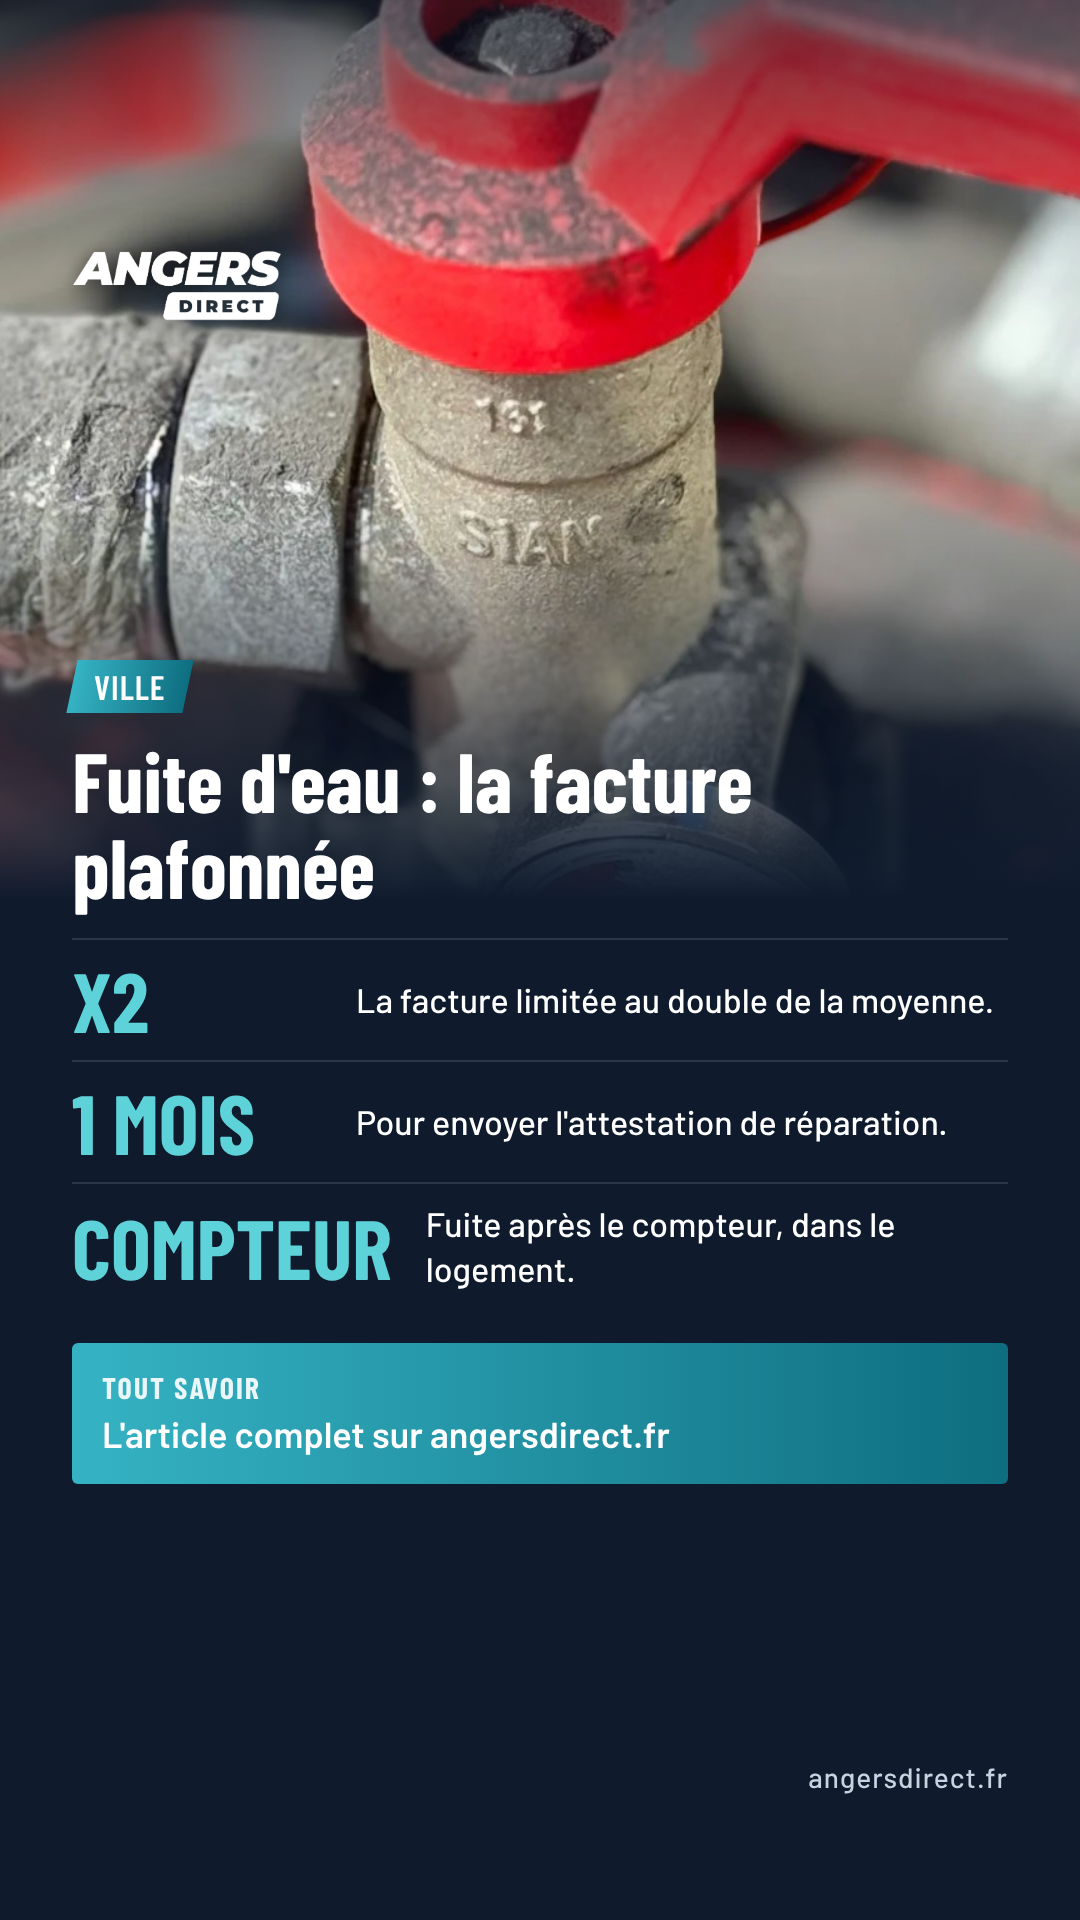 ANGERS
DIRECT
181
SIAN
VILLE
Fuite d'eau : la facture
plafonnée
X2
La facture limitée au double de la moyenne.
1 MOIS
Pour envoyer l'attestation de réparation.
COMPTEUR
Fuite après le compteur, dans le
logement.
TOUT SAVOIR
L'article complet sur angersdirect.fr
angersdirect.fr